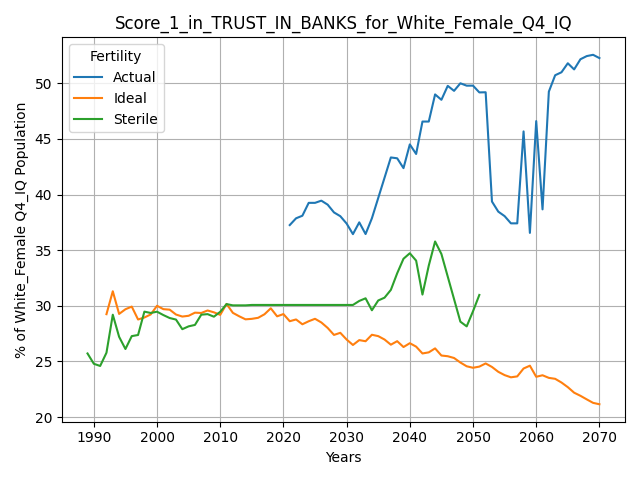 Score_1_in_TRUST_IN_BANKS_for_White_Female_Q4_IQ
Fertility
Actual
Ideal
Sterile
% of White_Female Q4_IQ Population
50
45
40
35
30
25
20
1990 2000 2010 2020 2030 2040 2050 2060 2070
Years